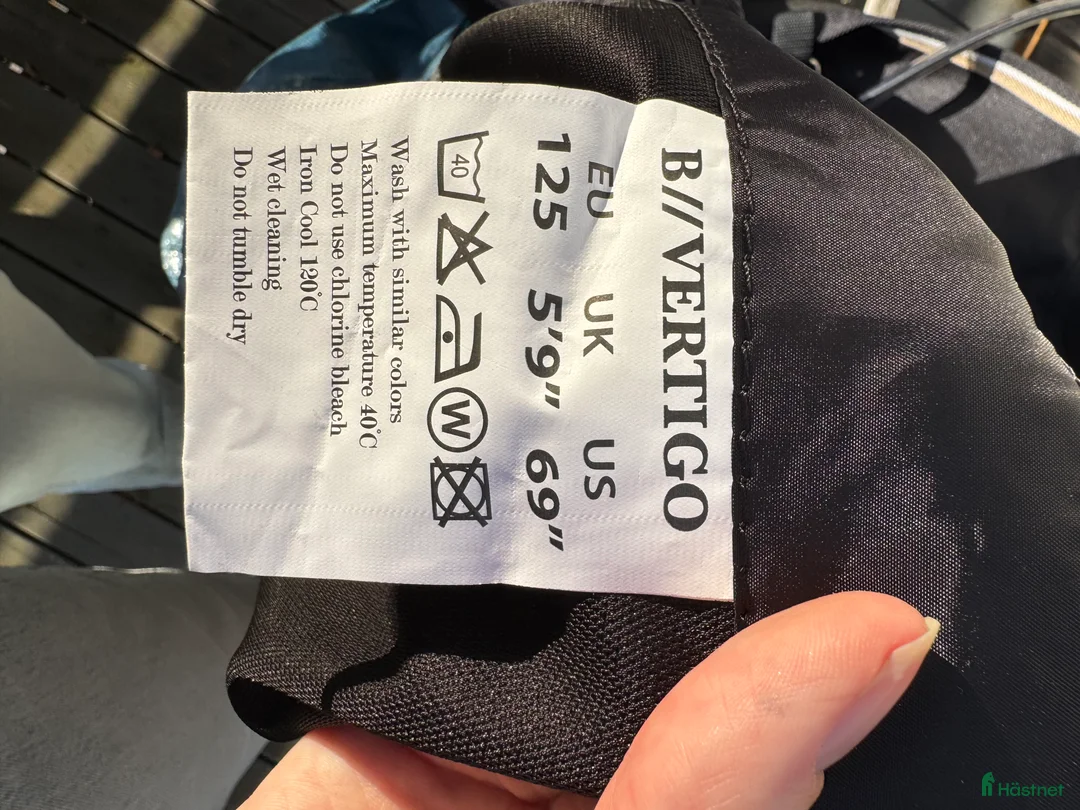 B//VERTIGO
EU UK US
125 5'9" 69"
40 W
Wash with similar colors
Maximum temperature 40°C
Do not use chlorine bleach
Iron Cool 120°C
Wet cleaning
Do not tumble dry
Hästnet